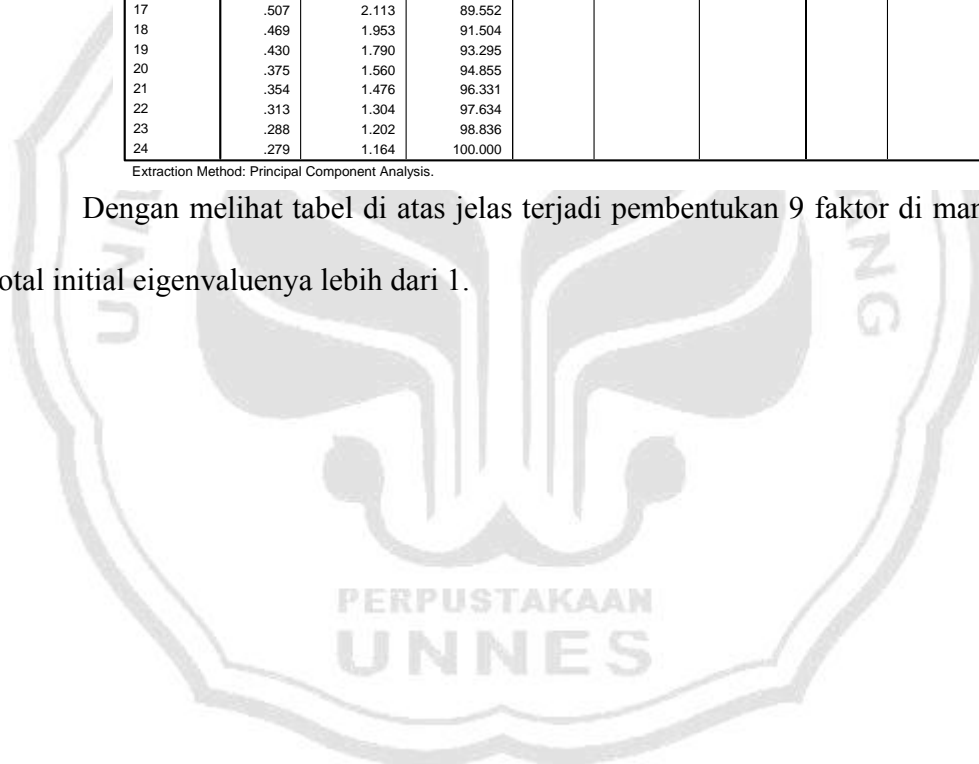 17 .507 2.113 89.552
18 .469 1.953 91.504
19 .430 1.790 93.295
20 .375 1.560 94.855
21 .354 1.476 96.331
22 .313 1.304 97.634
23 .288 1.202 98.836
24 .279 1.164 100.000
Extraction Method: Principal Component Analysis.
Dengan melihat tabel di atas jelas terjadi pembentukan 9 faktor di
initial eigenvaluenya lebih dari 1.
PERPUSTAKAAN
UNNES